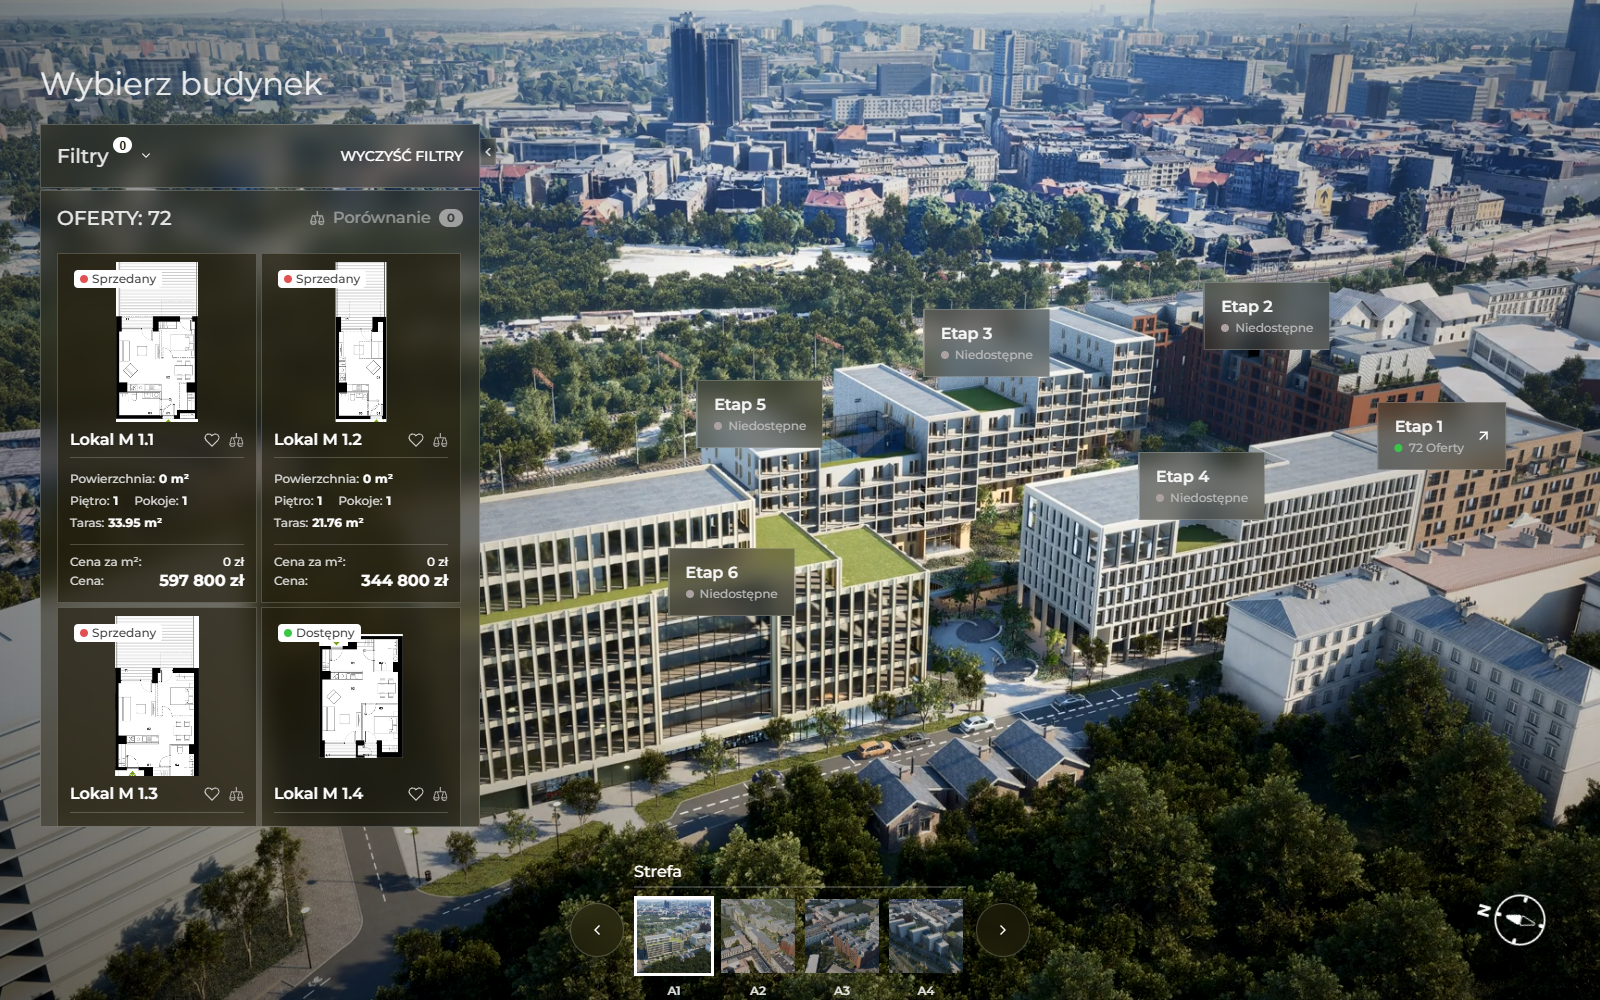 Wybierz budynek
Filtry 0
WYCZYŚĆ FILTRY
OFERTY: 72
Porównanie 0
Sprzedany
Lokal M 1.1
Powierzchnia: 0 m²
Piętro: 1 Pokoje: 1
Taras: 33.95 m²
Cena za m²: 0 zł
Cena: 597 800 zł
Sprzedany
Lokal M 1.2
Powierzchnia: 0 m²
Piętro: 1 Pokoje: 1
Taras: 21.76 m²
Cena za m²: 0 zł
Cena: 344 800 zł
Sprzedany
Lokal M 1.3
Dostępny
Lokal M 1.4
Etap 2
Niedostępne
Etap 3
Niedostępne
Etap 5
Niedostępne
Etap 1
72 Oferty
Etap 4
Niedostępne
Etap 6
Niedostępne
Strefa
A1
A2
A3
A4
N